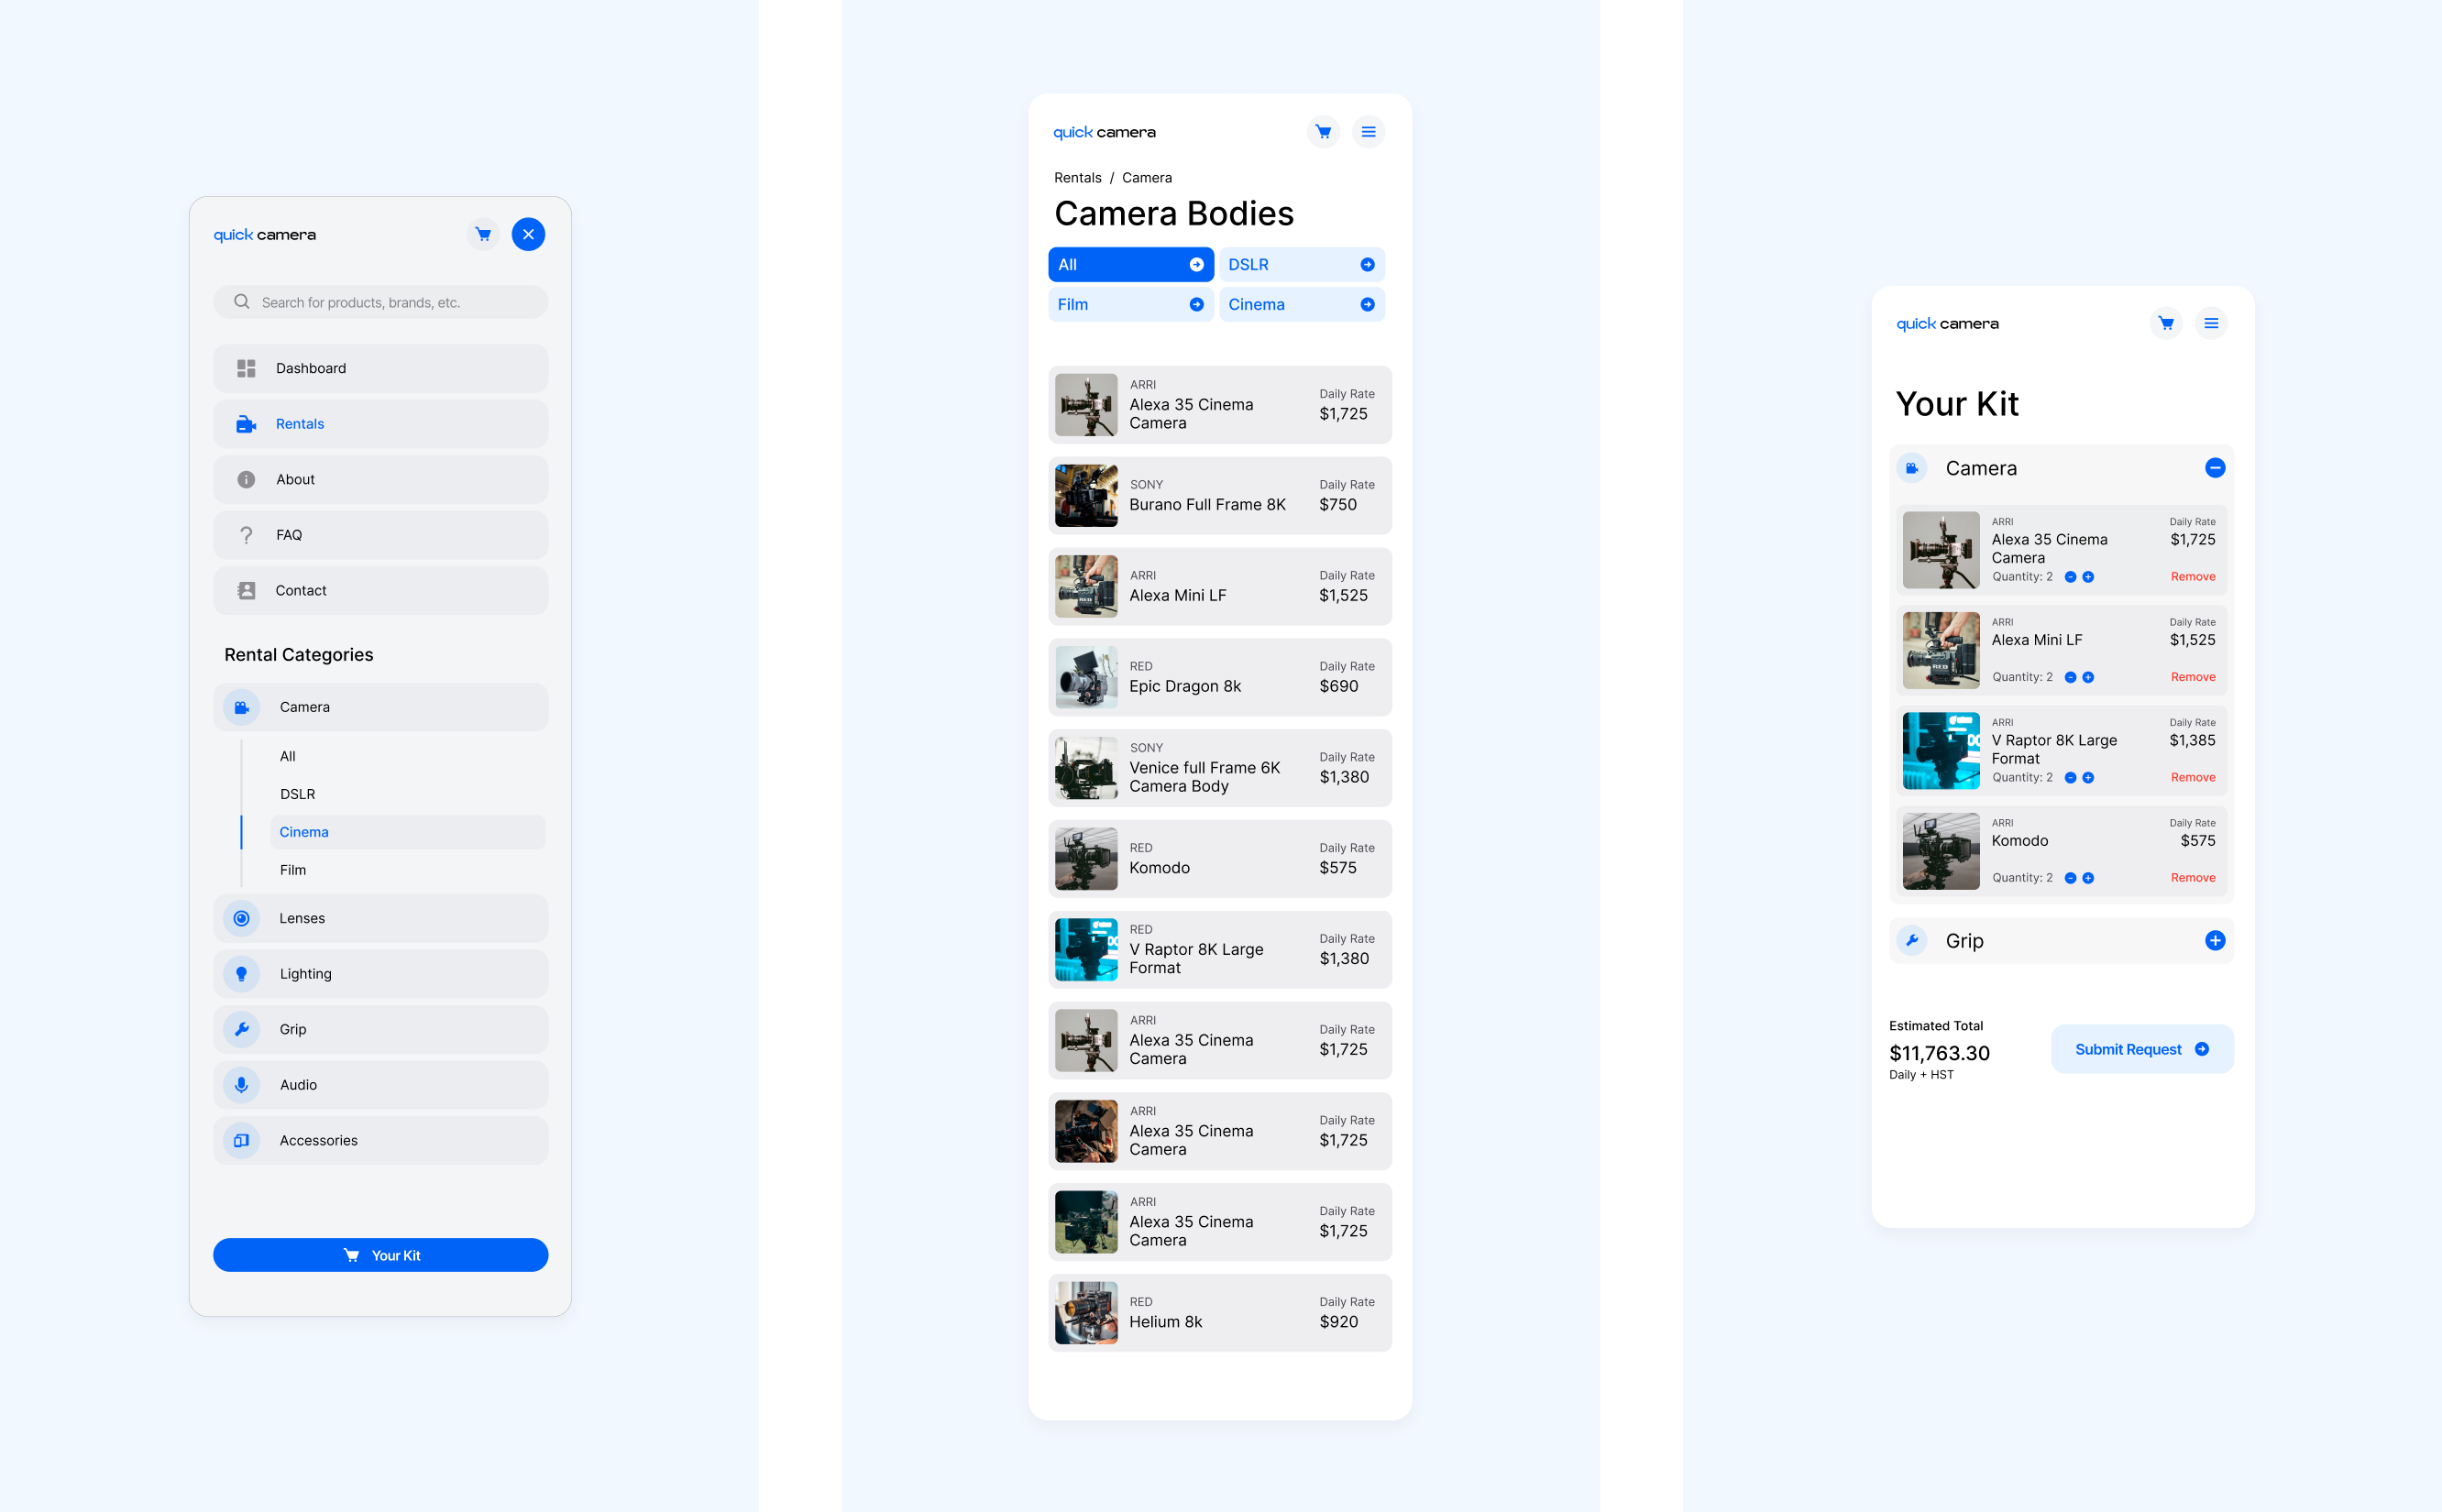 quick camera
Search for products, brands, etc.
Dashboard
Rentals
About
FAQ
Contact
Rental Categories
Camera
All
DSLR
Cinema
Film
Lenses
Lighting
Grip
Audio
Accessories
Your Kit
quick camera
Rentals / Camera
Camera Bodies
All
DSLR
Film
Cinema
ARRI
Alexa 35 Cinema
Camera
Daily Rate
$1,725
SONY
Burano Full Frame 8K
Daily Rate
$750
ARRI
Alexa Mini LF
Daily Rate
$1,525
RED
Epic Dragon 8k
Daily Rate
$690
SONY
Venice full Frame 6K
Camera Body
Daily Rate
$1,380
RED
Komodo
Daily Rate
$575
RED
V Raptor 8K Large
Format
Daily Rate
$1,380
ARRI
Alexa 35 Cinema
Camera
Daily Rate
$1,725
ARRI
Alexa 35 Cinema
Camera
Daily Rate
$1,725
ARRI
Alexa 35 Cinema
Camera
Daily Rate
$1,725
RED
Helium 8k
Daily Rate
$920
quick camera
Your Kit
Camera
ARRI
Alexa 35 Cinema
Camera
Daily Rate
$1,725
Quantity: 2
Remove
ARRI
Alexa Mini LF
Daily Rate
$1,525
Quantity: 2
Remove
RED
ARRI
V Raptor 8K Large
Format
Daily Rate
$1,385
Quantity: 2
Remove
ARRI
Komodo
Daily Rate
$575
Quantity: 2
Remove
Grip
Estimated Total
$11,763.30
Daily + HST
Submit Request